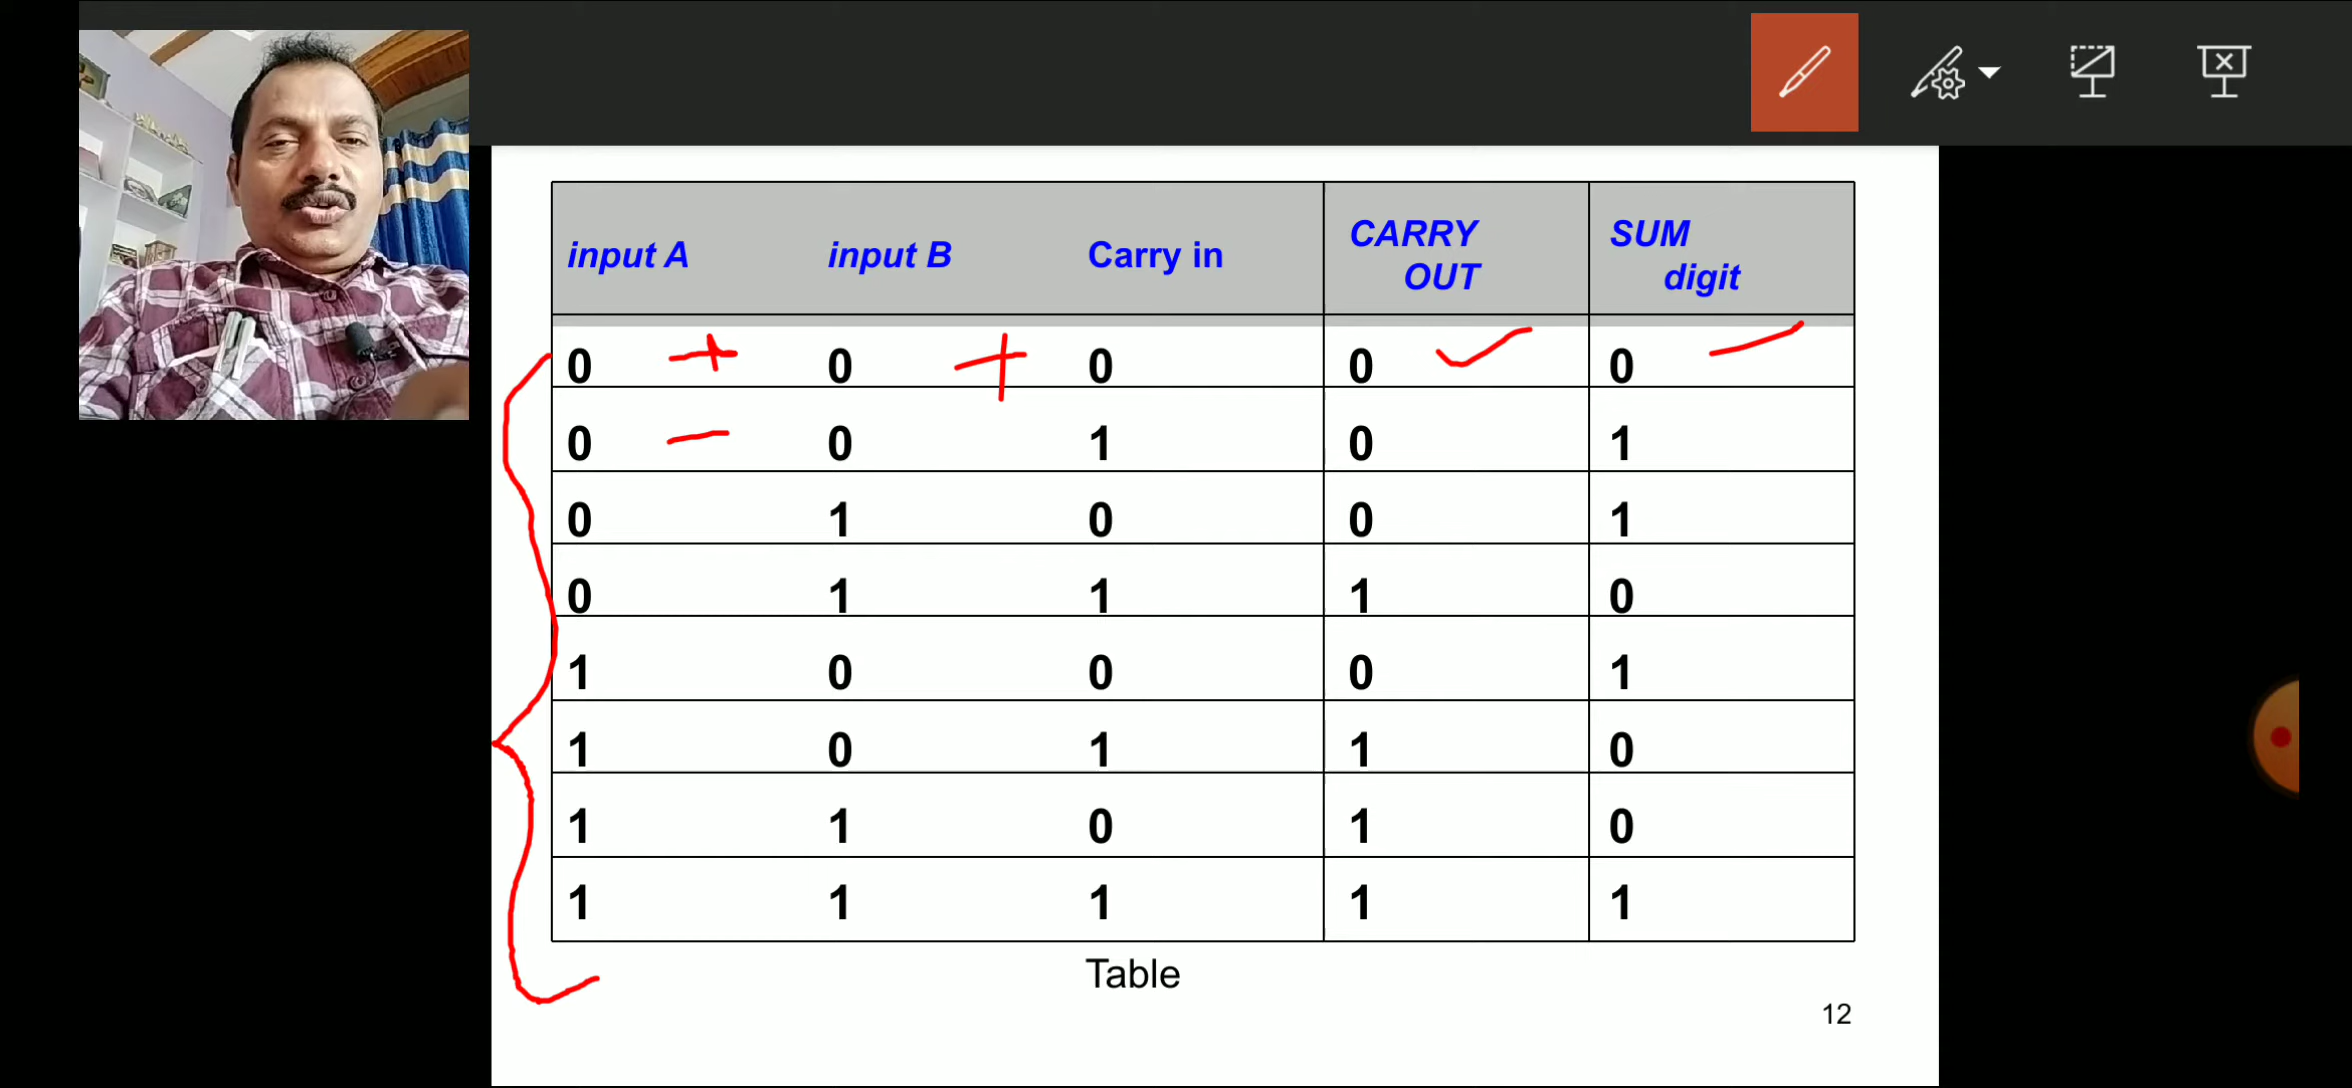 input A input B Carry in CARRY OUT SUM digit
0 + 0 + 0 0 0
0 0 1 0 1
0 1 0 0 1
0 1 1 1 0
1 0 0 0 1
1 0 1 1 0
1 1 0 1 0
1 1 1 1 1
Table
12